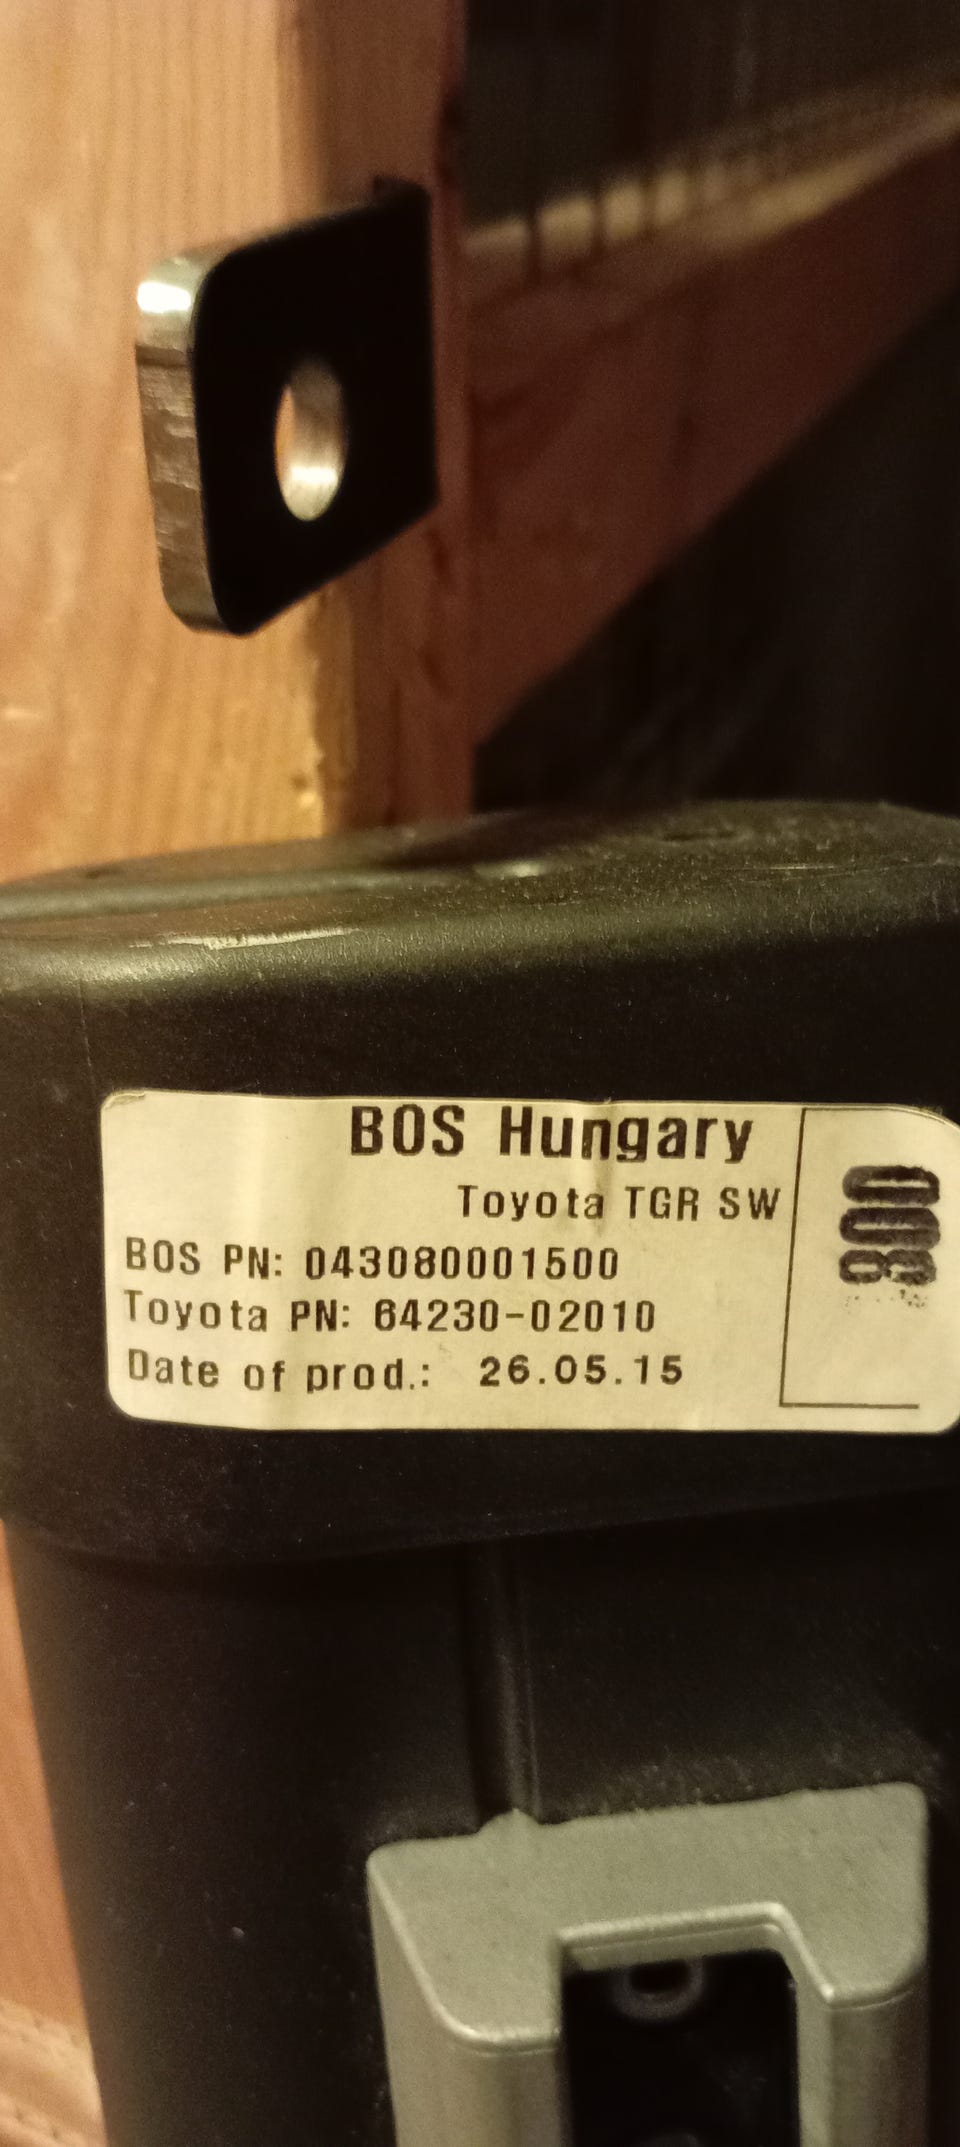 BOS Hungary
Toyota TGR SW
BOS PN: 043080001500
Toyota PN: 64230-02010
Date of prod.: 26.05.15
800